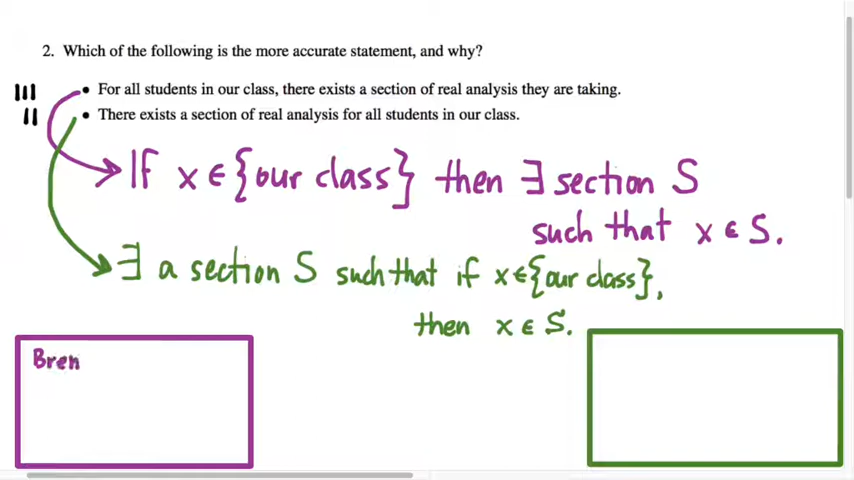 2. Which of the following is the more accurate statement, and why?
III • For all students in our class, there exists a section of real analysis they are taking.
II • There exists a section of real analysis for all students in our class.
If x ∈ {our class} then ∃ section S
such that x ∈ S.
∃ a section S such that if x ∈ {our class},
then x ∈ S.
Bren